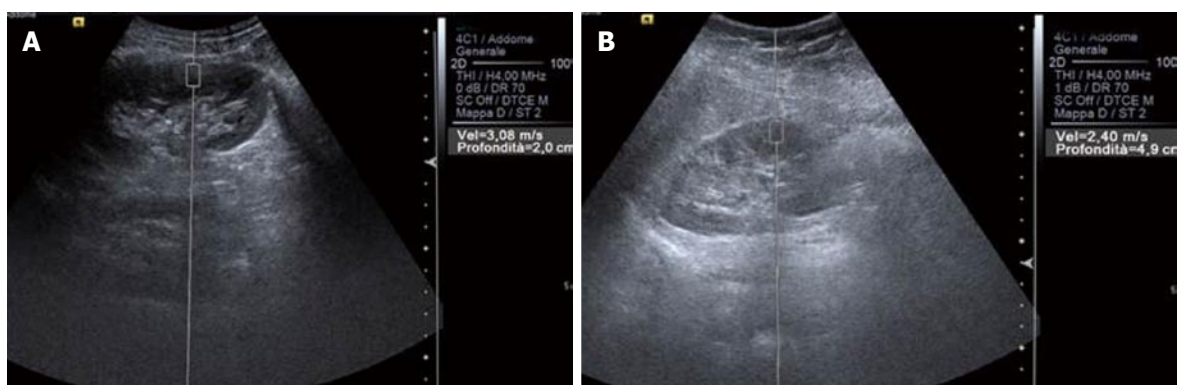 A
4C1 / Addome
Generale
2D 100%
THI / H4,00 MHz
0 dB / DR 70
SC Off / DTCE M
Mappa D / ST 2
Vel=3,08 m/s
Profondità=2,0 cm
B
4C1 / Addome
Generale
2D 100
THI / H4,00 MHz
1 dB / DR 70
SC Off / DTCE M
Mappa D / ST 2
Vel=2,40 m/s
Profondità=4,9 cm